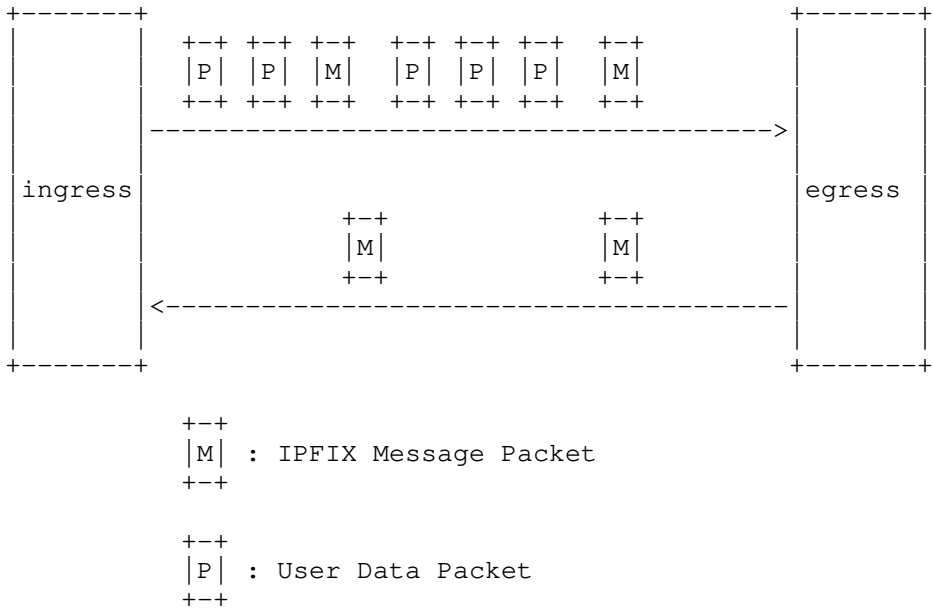 P P M P P P M
ingress egress
M M
M : IPFIX Message Packet
P : User Data Packet